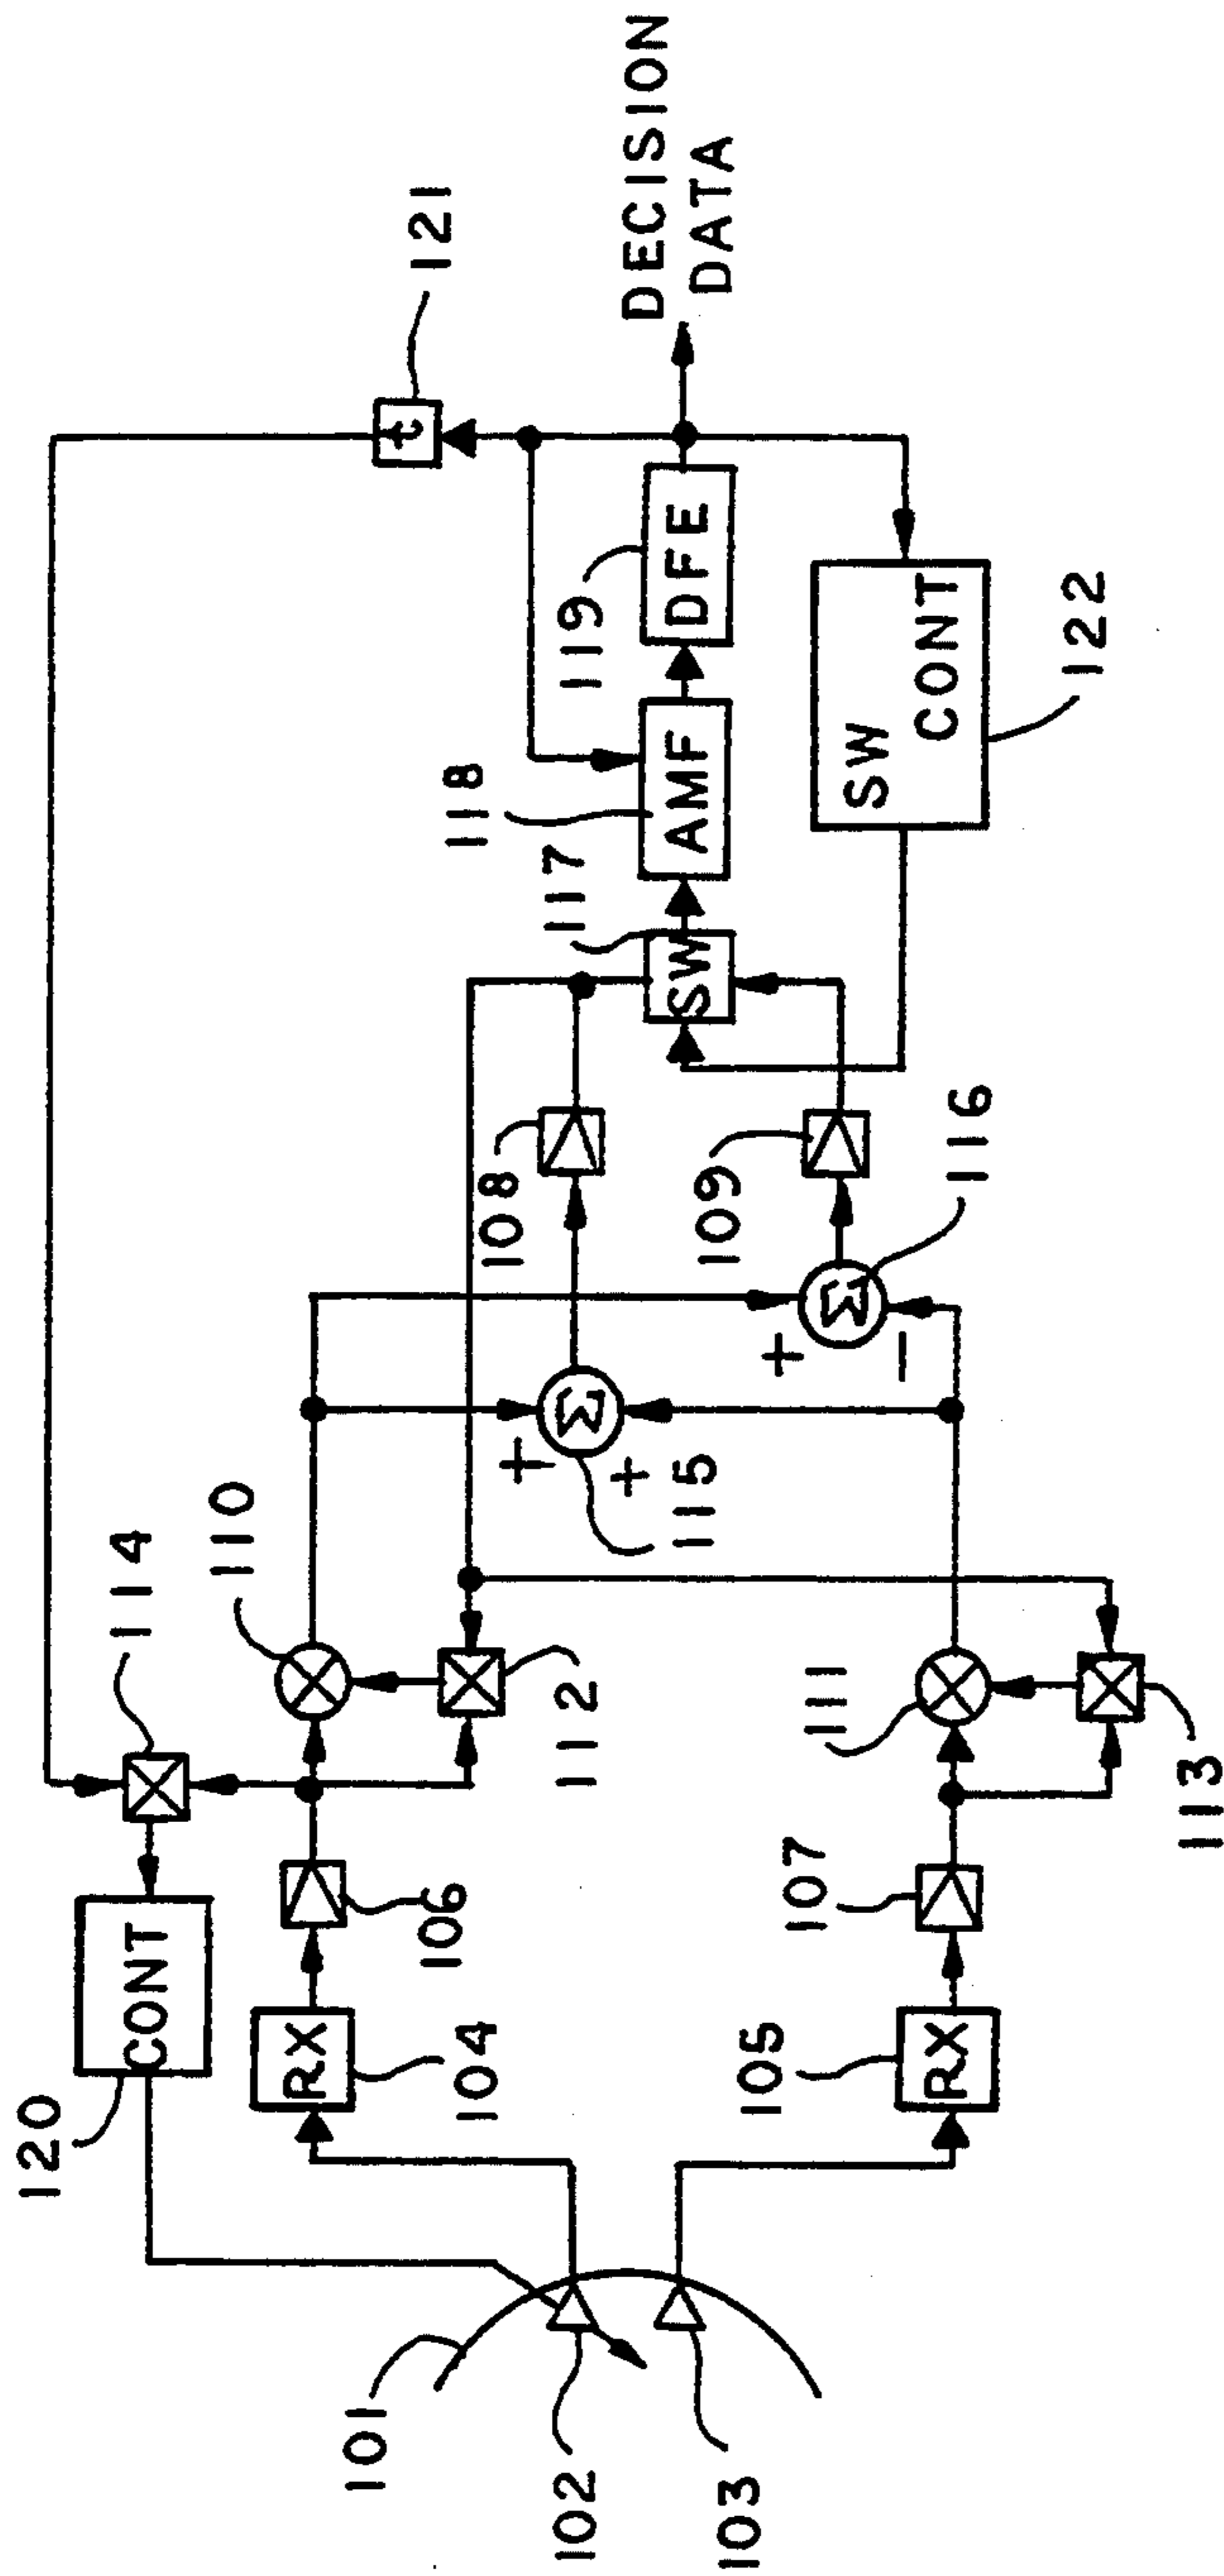 120
114
121
CONT
110
t
101
RX
104
106
112
108
117
118
119
DECISION
DATA
102
+
Σ
+
115
SW
AMF
DFE
103
105
RX
107
111
113
+
Σ
−
109
116
SW
CONT
122